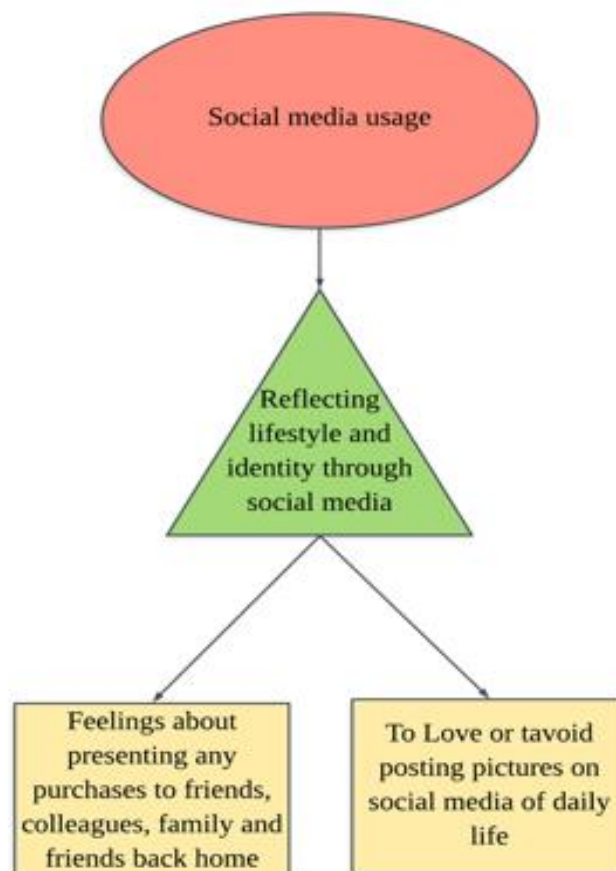 Social media usage
Reflecting
lifestyle and
identity through
social media
Feelings about
presenting any
purchases to friends,
colleagues, family and
friends back home
To Love or tavoid
posting pictures on
social media of daily
life